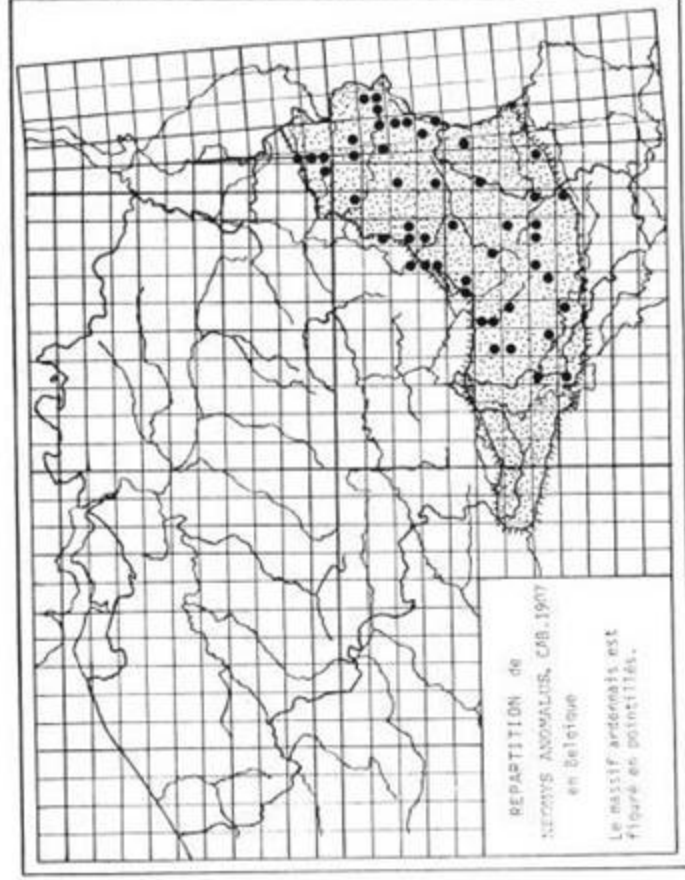 REPARTITION de
NEOMYS ANOMALUS, CAB.1907
en Belgique
Le massif ardennais est
figuré en pointillés.